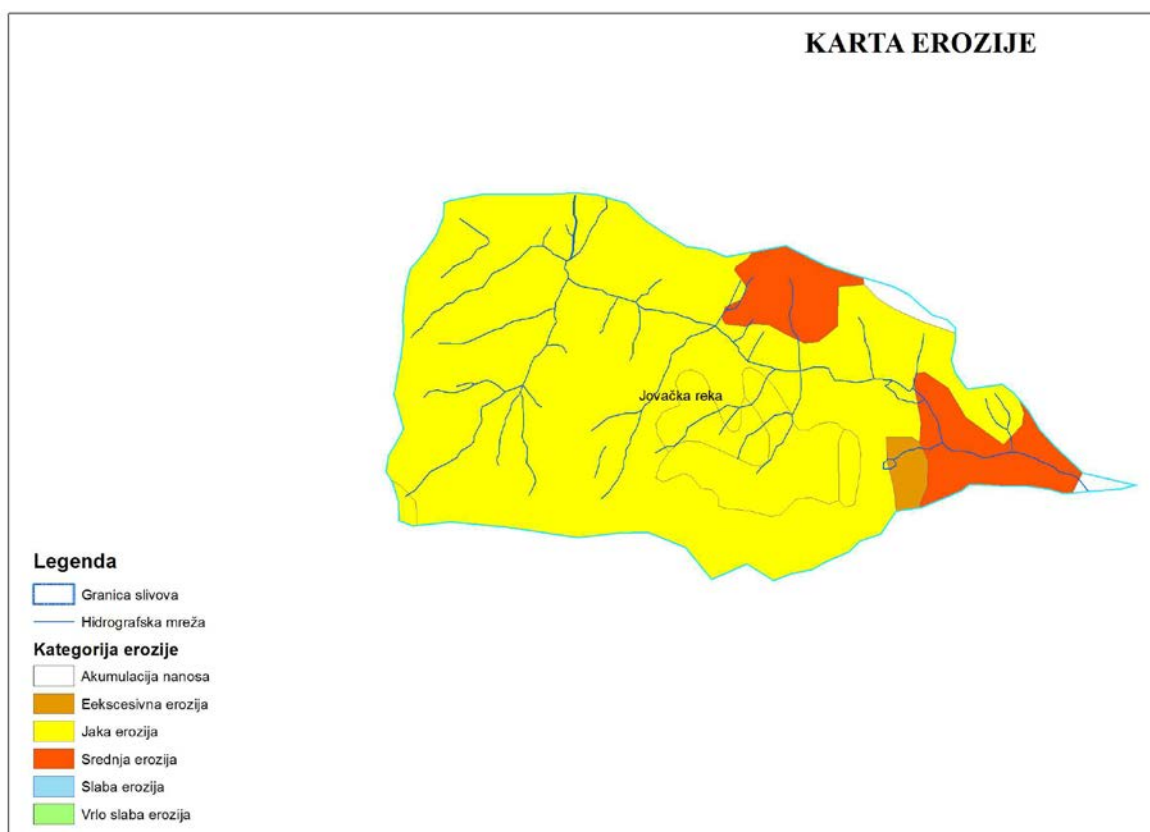 KARTA EROZIJE
Jovačka reka
Legenda
Granica slivova
Hidrografska mreža
Kategorija erozije
Akumulacija nanosa
Eekscesivna erozija
Jaka erozija
Srednja erozija
Slaba erozija
Vrlo slaba erozija